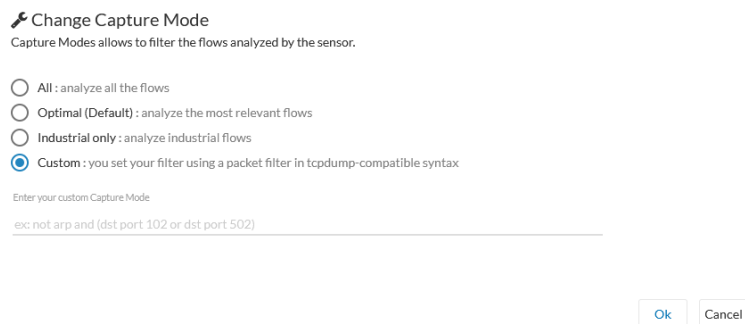 Change Capture Mode
Capture Modes allows to filter the flows analyzed by the sensor.
All : analyze all the flows
Optimal (Default) : analyze the most relevant flows
Industrial only : analyze industrial flows
Custom : you set your filter using a packet filter in tcpdump-compatible syntax
Enter your custom Capture Mode
ex: not arp and (dst port 102 or dst port 502)
Ok Cancel